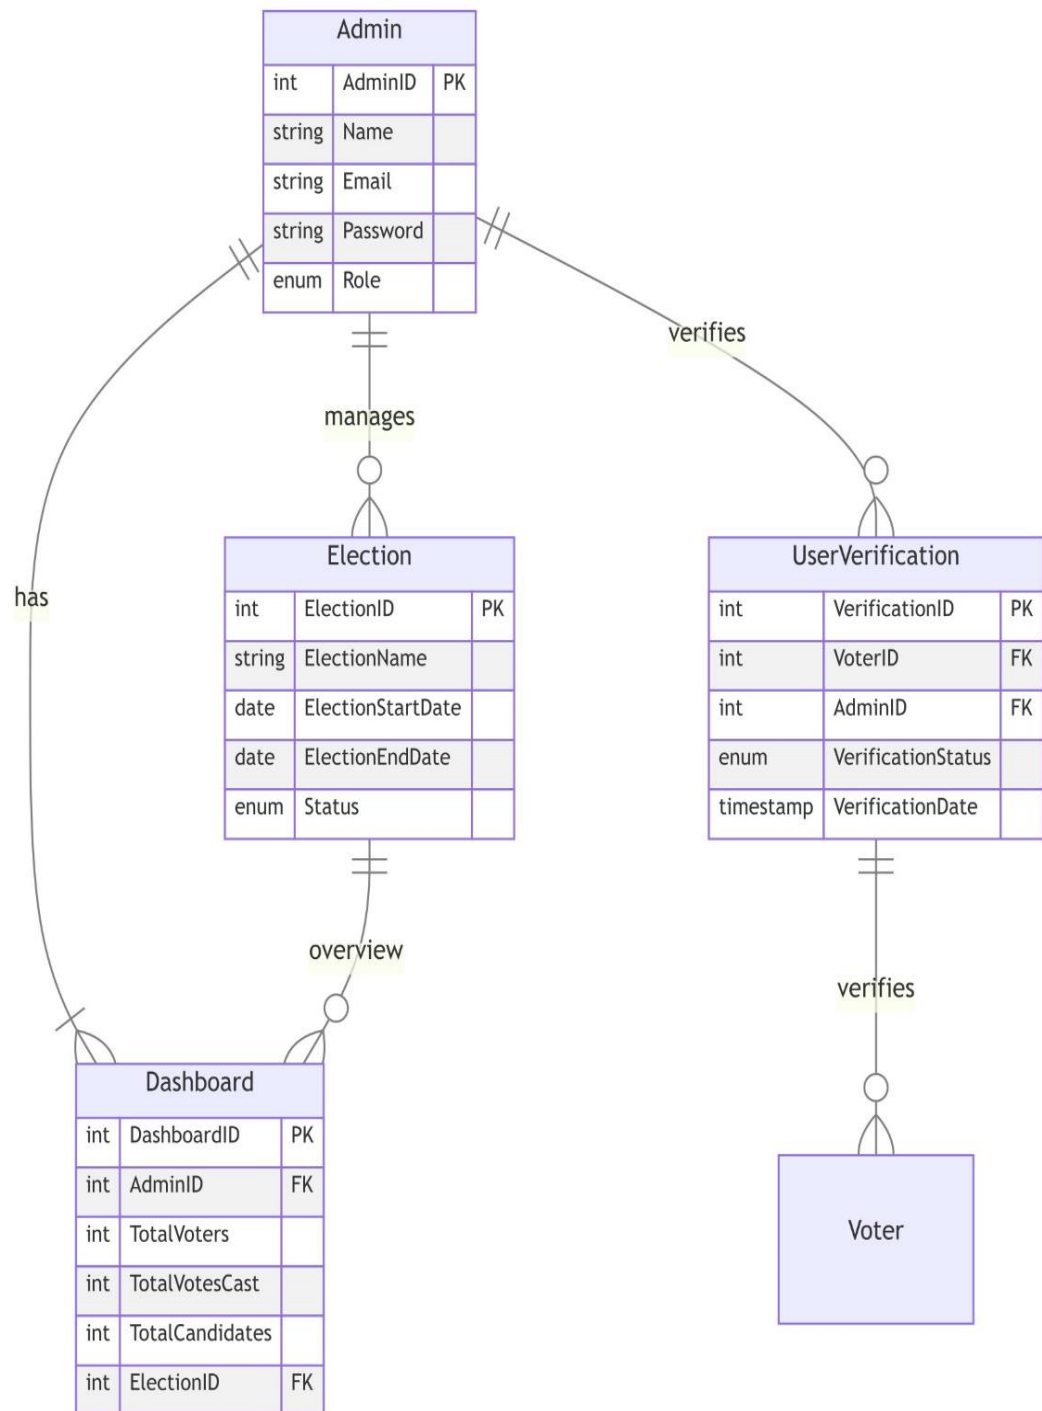 Admin
int AdminID PK
string Name
string Email
string Password
enum Role
verifies
manages
has
Election
int ElectionID PK
string ElectionName
date ElectionStartDate
date ElectionEndDate
enum Status
UserVerification
int VerificationID PK
int VoterID FK
int AdminID FK
enum VerificationStatus
timestamp VerificationDate
overview
verifies
Dashboard
int DashboardID PK
int AdminID FK
int TotalVoters
int TotalVotesCast
int TotalCandidates
int ElectionID FK
Voter